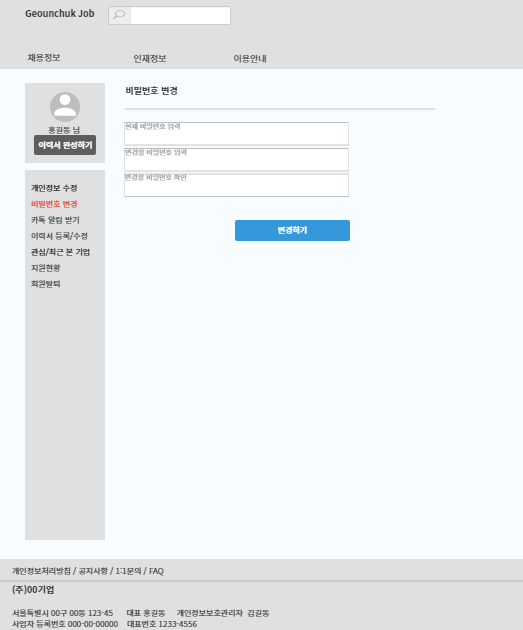 Geounchuk Job
채용정보 인재정보 이용안내
홍길동 님
이력서 완성하기
개인정보 수정
비밀번호 변경
카톡 알림 받기
이력서 등록/수정
관심/최근 본 기업
지원현황
회원탈퇴
비밀번호 변경
현재 비밀번호 입력
변경할 비밀번호 입력
변경할 비밀번호 확인
변경하기
개인정보처리방침 / 공지사항 / 1:1문의 / FAQ
(주)00기업
서울특별시 00구 00동 123-45 대표 홍길동 개인정보보호관리자 김길동
사업자 등록번호 000-00-00000 대표번호 1233-4556